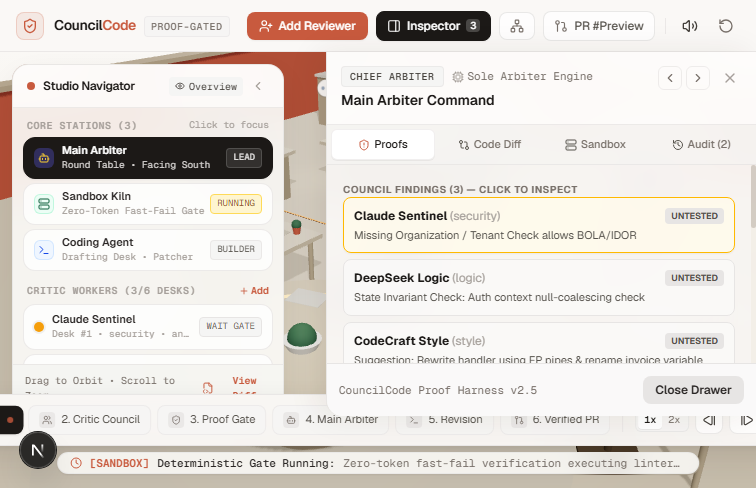 CouncilCode PROOF-GATED Add Reviewer Inspector 3 PR #Preview
Studio Navigator Overview
CORE STATIONS (3) Click to focus
Main Arbiter
Round Table · Facing South
LEAD
Sandbox Kiln
Zero-Token Fast-Fail Gate
RUNNING
Coding Agent
Drafting Desk · Patcher
BUILDER
CRITIC WORKERS (3/6 DESKS) + Add
Claude Sentinel
Desk #1 · security · an…
WAIT GATE
Drag to Orbit · Scroll to
View
CHIEF ARBITER Sole Arbiter Engine
Main Arbiter Command
Proofs Code Diff Sandbox Audit (2)
COUNCIL FINDINGS (3) — CLICK TO INSPECT
Claude Sentinel (security) UNTESTED
Missing Organization / Tenant Check allows BOLA/IDOR
DeepSeek Logic (logic) UNTESTED
State Invariant Check: Auth context null-coalescing check
CodeCraft Style (style) UNTESTED
Suggestion: Rewrite handler using FP pipes & rename invoice variable
CouncilCode Proof Harness v2.5 Close Drawer
2. Critic Council 3. Proof Gate 4. Main Arbiter 5. Revision 6. Verified PR 1x 2x
N
[SANDBOX] Deterministic Gate Running: Zero-token fast-fail verification executing linter…